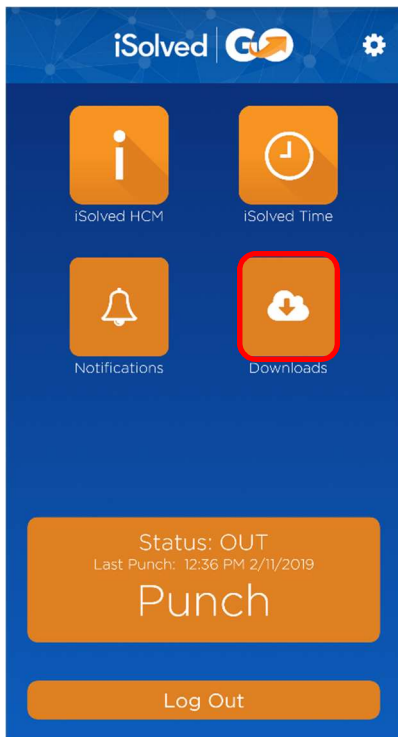 iSolved GO
iSolved HCM iSolved Time
Notifications Downloads
Status: OUT
Last Punch: 12:36 PM 2/11/2019
Punch
Log Out